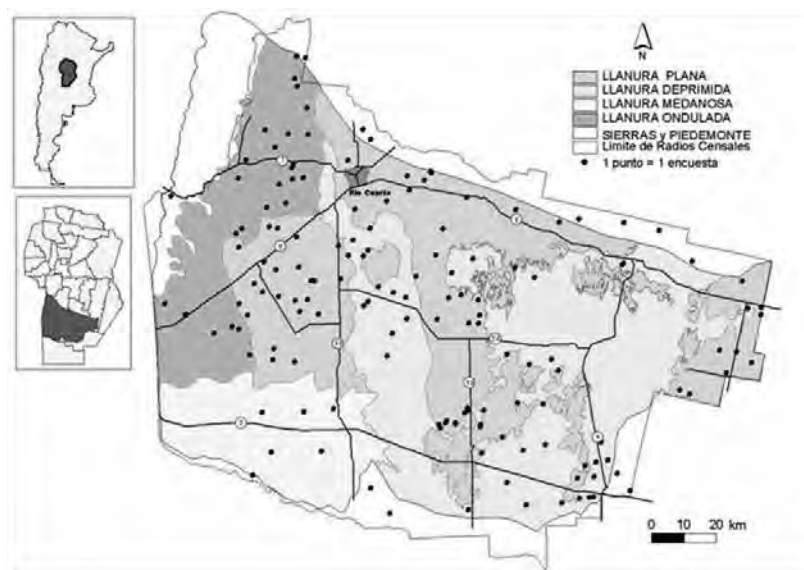 N
LLANURA PLANA
LLANURA DEPRIMIDA
LLANURA MEDANOSA
LLANURA ONDULADA
SIERRAS y PIEDEMONTE
Limite de Radios Censales
1 punto = 1 encuesta
Río Cuarto
0 10 20 km